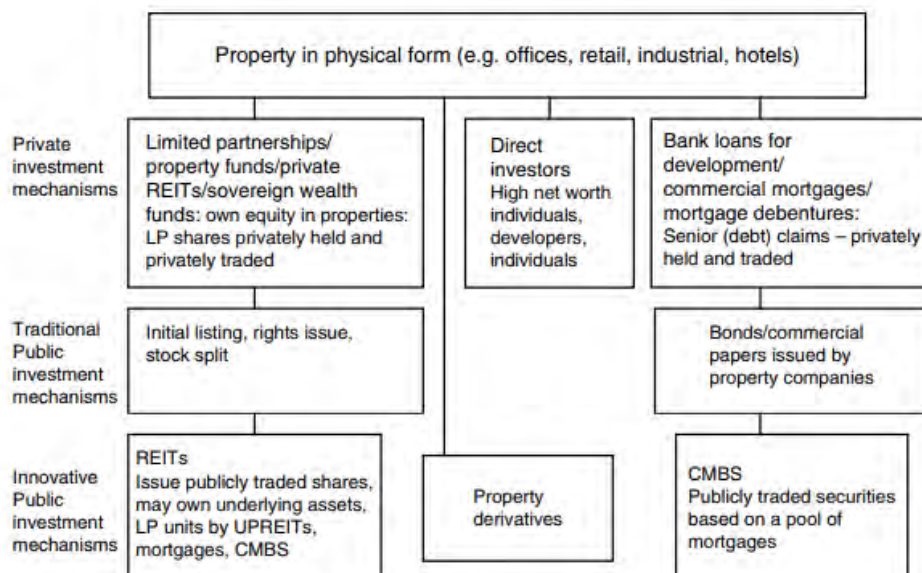 Property in physical form (e.g. offices, retail, industrial, hotels)
Private
investment
mechanisms
Limited partnerships/
property funds/private
REITs/sovereign wealth
funds: own equity in properties:
LP shares privately held and
privately traded
Direct
investors
High net worth
individuals,
developers,
individuals
Bank loans for
development/
commercial mortgages/
mortgage debentures:
Senior (debt) claims – privately
held and traded
Traditional
Public
investment
mechanisms
Initial listing, rights issue,
stock split
Bonds/commercial
papers issued by
property companies
Innovative
Public
investment
mechanisms
REITs
Issue publicly traded shares,
may own underlying assets,
LP units by UPREITs,
mortgages, CMBS
Property
derivatives
CMBS
Publicly traded securities
based on a pool of
mortgages